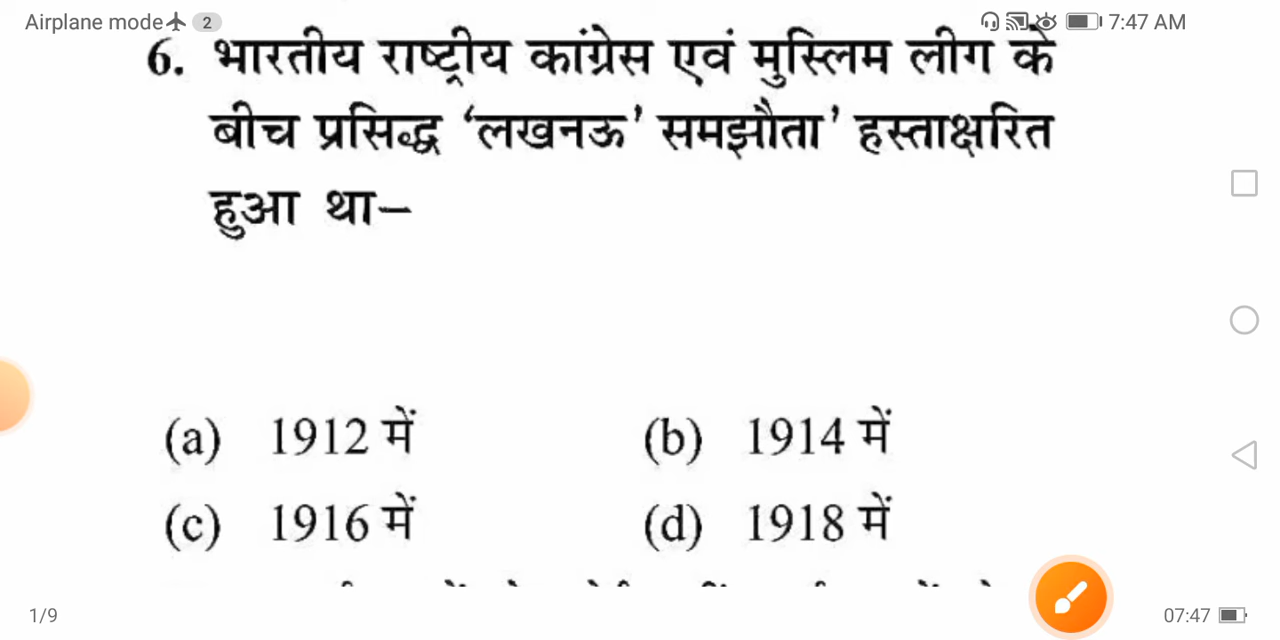 Airplane mode 2 7:47 AM
6. भारतीय राष्ट्रीय कांग्रेस एवं मुस्लिम लीग के
बीच प्रसिद्ध ‘लखनऊ’ समझौता’ हस्ताक्षरित
हुआ था–
(a) 1912 में (b) 1914 में
(c) 1916 में (d) 1918 में
1/9 07:47